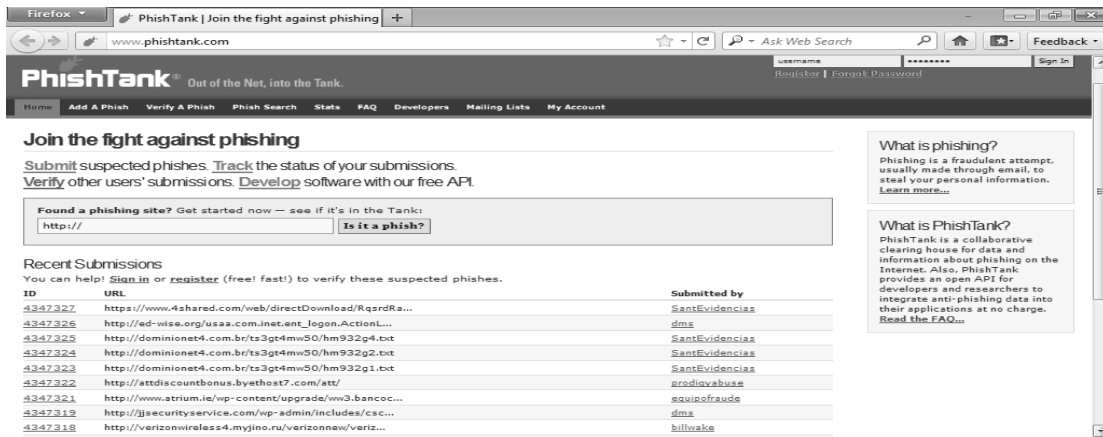 Firefox
PhishTank | Join the fight against phishing
www.phishtank.com
Ask Web Search
Feedback
PhishTank® Out of the Net, into the Tank.
username
Sign In
Register | Forgot Password
Home Add A Phish Verify A Phish Phish Search Stats FAQ Developers Mailing Lists My Account
Join the fight against phishing
Submit suspected phishes. Track the status of your submissions.
Verify other users' submissions. Develop software with our free API.
Found a phishing site? Get started now — see if it's in the Tank:
http://
Is it a phish?
Recent Submissions
You can help! Sign in or register (free! fast!) to verify these suspected phishes.
ID URL Submitted by
4347327 https://www.4shared.com/web/directDownload/RqsrdRa... SantEvidencias
4347326 http://ed-wise.org/usaa.com.inet.ent_logon.ActionL... dms
4347325 http://dominionet4.com.br/ts3gt4mw50/hm932g4.txt SantEvidencias
4347324 http://dominionet4.com.br/ts3gt4mw50/hm932g2.txt SantEvidencias
4347323 http://dominionet4.com.br/ts3gt4mw50/hm932g1.txt SantEvidencias
4347322 http://attdiscountbonus.byethost7.com/att/ prodigyabuse
4347321 http://www.atrium.ie/wp-content/upgrade/ww3.bancoc... equipofraude
4347319 http://jjsecurityservice.com/wp-admin/includes/csc... dms
4347318 http://verizonwireless4.myjino.ru/verizonnew/veriz... billwake
What is phishing?
Phishing is a fraudulent attempt,
usually made through email, to
steal your personal information.
Learn more...
What is PhishTank?
PhishTank is a collaborative
clearing house for data and
information about phishing on the
Internet. Also, PhishTank
provides an open API for
developers and researchers to
integrate anti-phishing data into
their applications at no charge.
Read the FAQ...